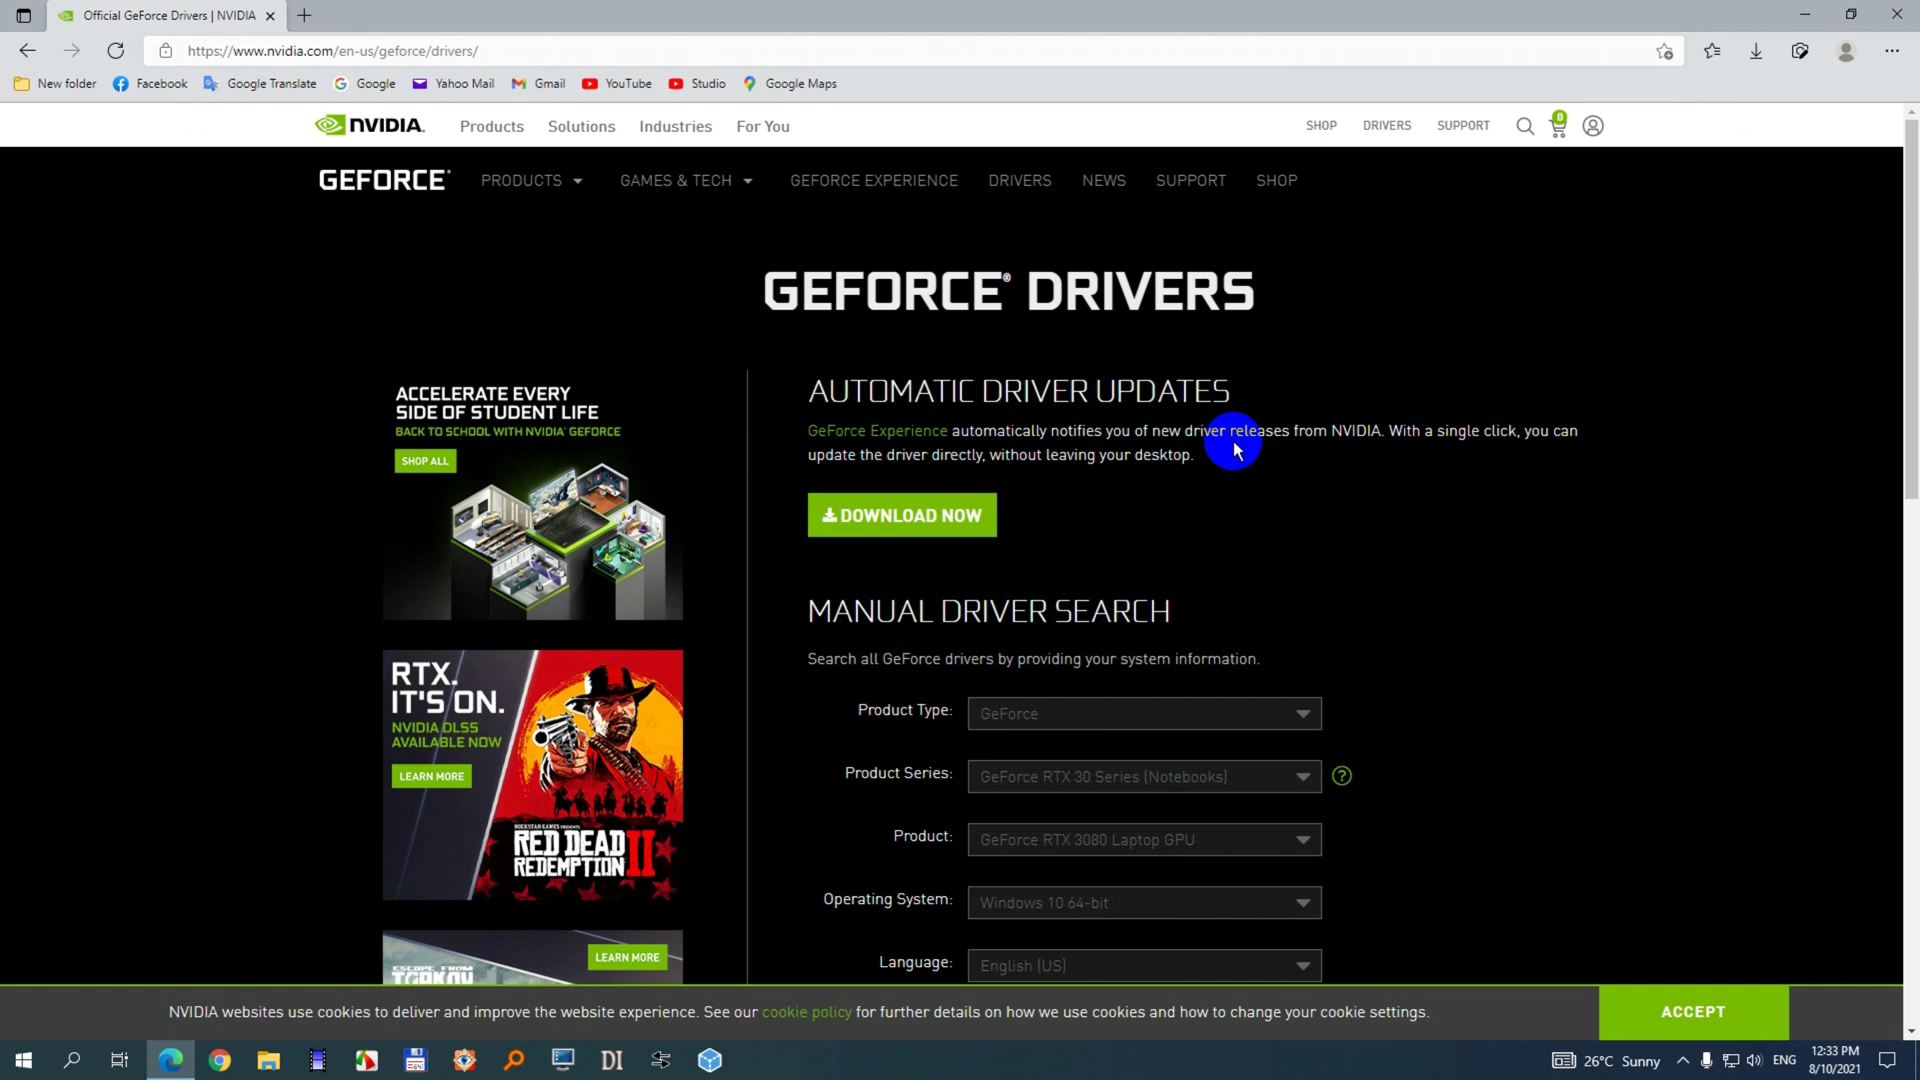 Official GeForce Drivers | NVIDIA
https://www.nvidia.com/en-us/geforce/drivers/
New folder
Facebook
Google Translate
Google
Yahoo Mail
Gmail
YouTube
Studio
Google Maps
NVIDIA.
Products
Solutions
Industries
For You
SHOP
DRIVERS
SUPPORT
0
GEFORCE
PRODUCTS
GAMES & TECH
GEFORCE EXPERIENCE
DRIVERS
NEWS
SUPPORT
SHOP
GEFORCE® DRIVERS
ACCELERATE EVERY
SIDE OF STUDENT LIFE
BACK TO SCHOOL WITH NVIDIA® GEFORCE®
SHOP ALL
AUTOMATIC DRIVER UPDATES
GeForce Experience automatically notifies you of new driver releases from NVIDIA. With a single click, you can
update the driver directly, without leaving your desktop.
DOWNLOAD NOW
MANUAL DRIVER SEARCH
Search all GeForce drivers by providing your system information.
Product Type:
GeForce
Product Series:
GeForce RTX 30 Series (Notebooks)
?
Product:
GeForce RTX 3080 Laptop GPU
Operating System:
Windows 10 64-bit
Language:
English (US)
RTX.
IT'S ON.
NVIDIA DLSS
AVAILABLE NOW
LEARN MORE
ROCKSTAR GAMES PRESENTS
RED DEAD
REDEMPTION II
LEARN MORE
ESCAPE FROM
TARKOV
NVIDIA websites use cookies to deliver and improve the website experience. See our cookie policy for further details on how we use cookies and how to change your cookie settings.
ACCEPT
DI
26°C Sunny
ENG
12:33 PM
8/10/2021